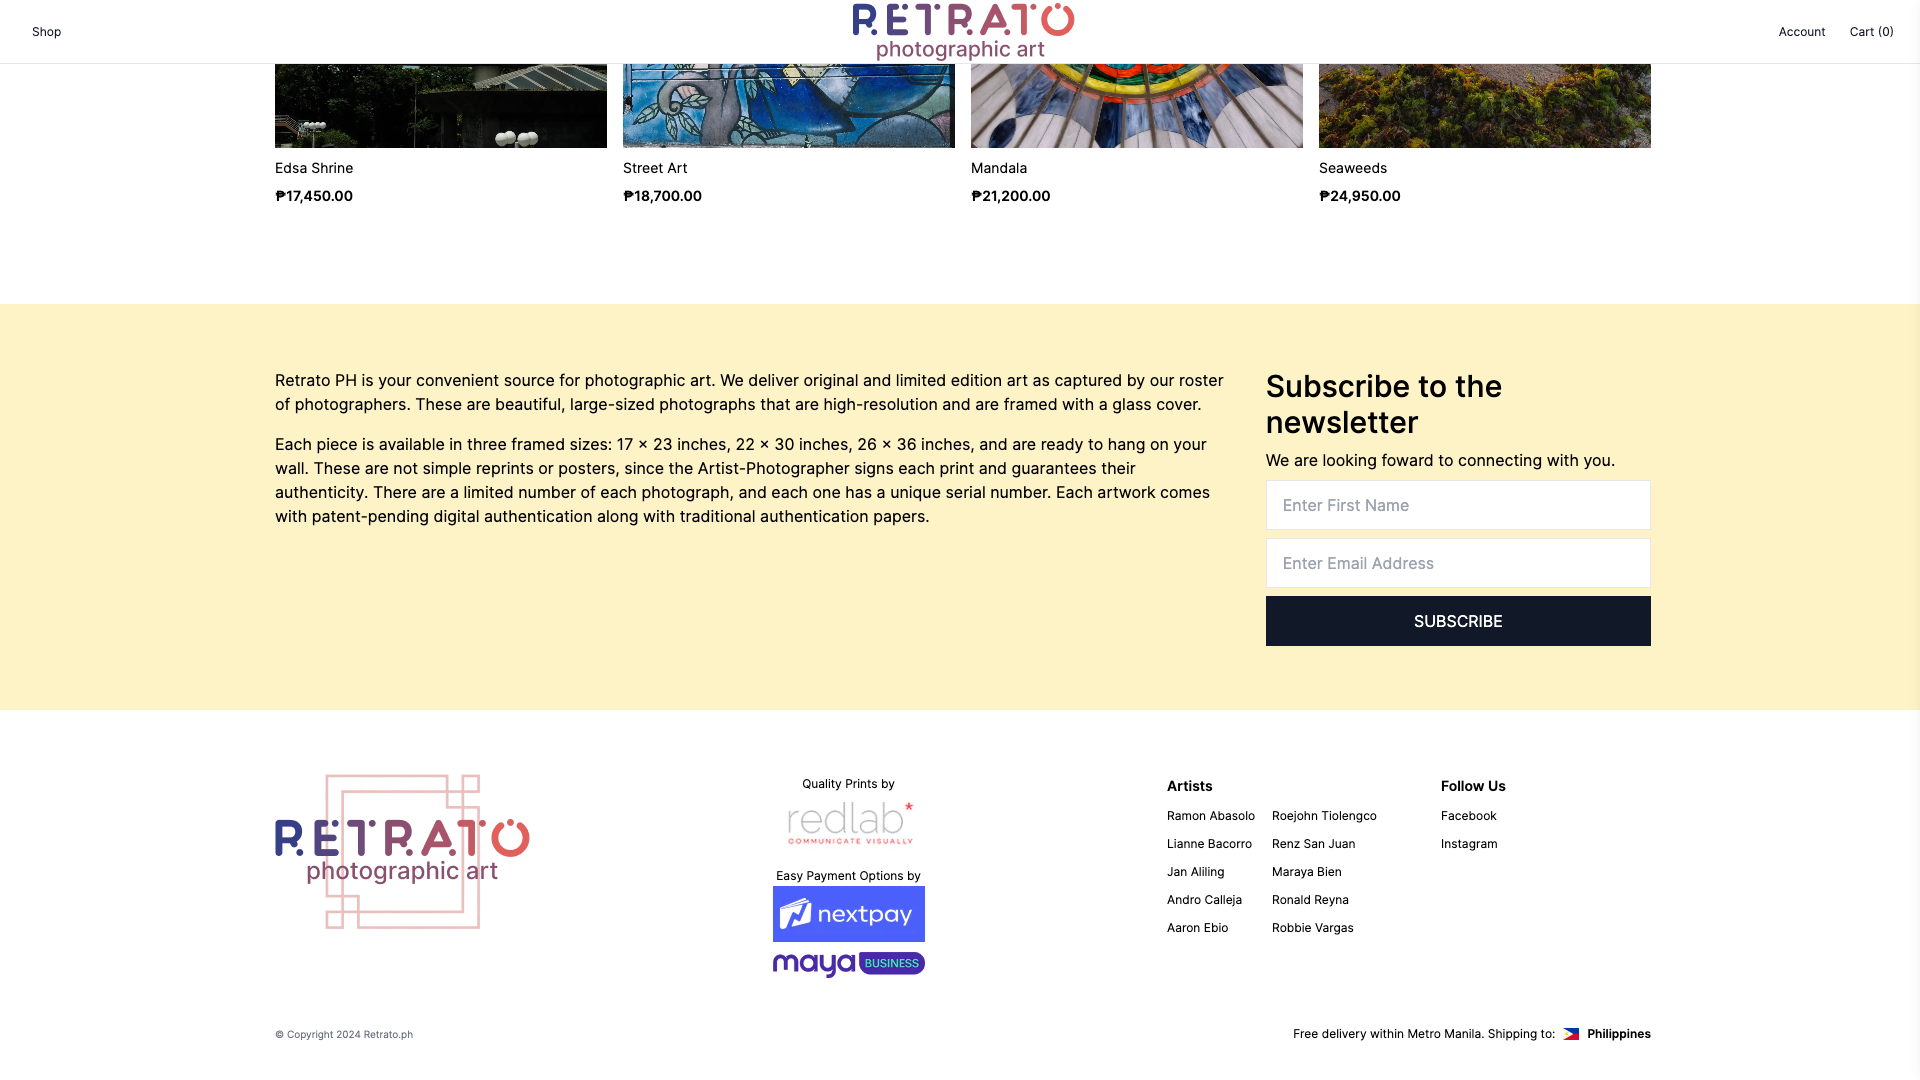 Shop
RETRATO
photographic art
Account
Cart (0)
Edsa Shrine
₱17,450.00
Street Art
₱18,700.00
Mandala
₱21,200.00
Seaweeds
₱24,950.00
Retrato PH is your convenient source for photographic art. We deliver original and limited edition art as captured by our roster
of photographers. These are beautiful, large-sized photographs that are high-resolution and are framed with a glass cover.
Each piece is available in three framed sizes: 17 × 23 inches, 22 × 30 inches, 26 × 36 inches, and are ready to hang on your
wall. These are not simple reprints or posters, since the Artist-Photographer signs each print and guarantees their
authenticity. There are a limited number of each photograph, and each one has a unique serial number. Each artwork comes
with patent-pending digital authentication along with traditional authentication papers.
Subscribe to the
newsletter
We are looking foward to connecting with you.
Enter First Name
Enter Email Address
SUBSCRIBE
RETRATO
photographic art
Quality Prints by
redlab*
COMMUNICATE VISUALLY
Easy Payment Options by
nextpay
maya BUSINESS
Artists
Ramon Abasolo
Lianne Bacorro
Jan Aliling
Andro Calleja
Aaron Ebio
Roejohn Tiolengco
Renz San Juan
Maraya Bien
Ronald Reyna
Robbie Vargas
Follow Us
Facebook
Instagram
© Copyright 2024 Retrato.ph
Free delivery within Metro Manila. Shipping to: Philippines